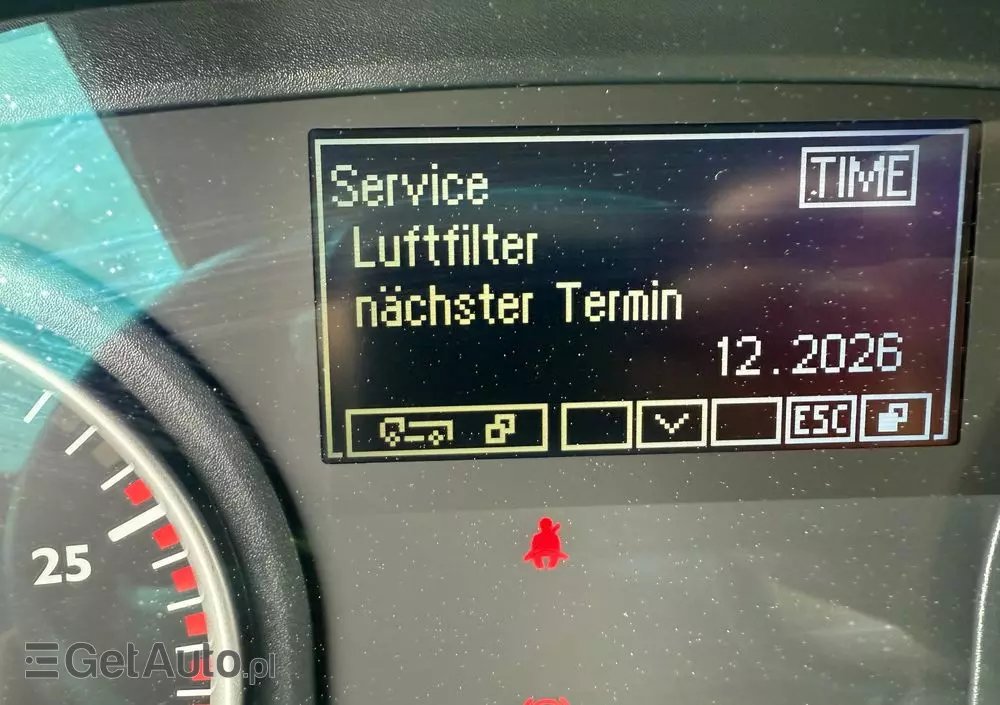 Service
TIME
Luftfilter
nächster Termin
12.2026
ESC
25
GetAuto.pl